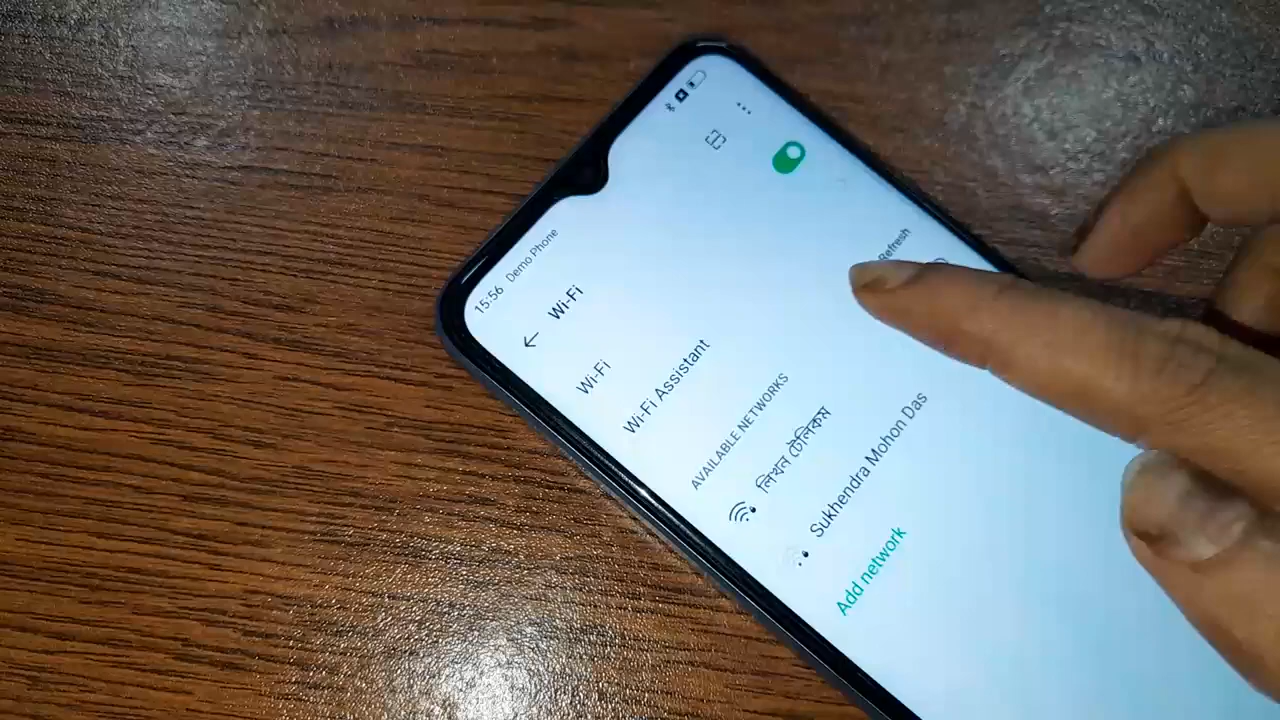 15:56 Demo Phone
Wi-Fi
Wi-Fi
Wi-Fi Assistant
AVAILABLE NETWORKS
Refresh
লিখন টেলিকম
Sukhendra Mohon Das
Add network